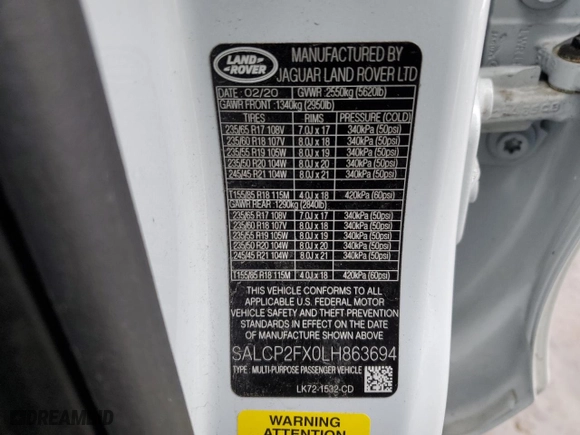 LAND ROVER
MANUFACTURED BY
JAGUAR LAND ROVER LTD
DATE: 02/20 GVWR: 2550kg (5620lb)
GAWR FRONT: 1340kg (2950lb)
TIRES RIMS PRESSURE (COLD)
235/65 R17 108V 7.0J x 17 340kPa (50psi)
235/60 R18 107V 8.0J x 18 340kPa (50psi)
235/55 R19 105W 8.0J x 19 340kPa (50psi)
235/50 R20 104W 8.0J x 20 340kPa (50psi)
245/45 R21 104W 8.0J x 21 340kPa (50psi)
T155/85 R18 115M 4.0J x 18 420kPa (60psi)
GAWR REAR: 1290kg (2840lb)
235/65 R17 108V 7.0J x 17 340kPa (50psi)
235/60 R18 107V 8.0J x 18 340kPa (50psi)
235/55 R19 105W 8.0J x 19 340kPa (50psi)
235/50 R20 104W 8.0J x 20 340kPa (50psi)
245/45 R21 104W 8.0J x 21 340kPa (50psi)
T155/85 R18 115M 4.0J x 18 420kPa (60psi)
THIS VEHICLE CONFORMS TO ALL
APPLICABLE U.S. FEDERAL MOTOR
VEHICLE SAFETY, BUMPER, AND
THEFT PREVENTION STANDARDS
IN EFFECT ON THE DATE OF
MANUFACTURE SHOWN ABOVE
SALCP2FX0LH863694
TYPE: MULTI-PURPOSE PASSENGER VEHICLE
LK72-1532-CD
WARNING
ATTENTION
DREAMBID